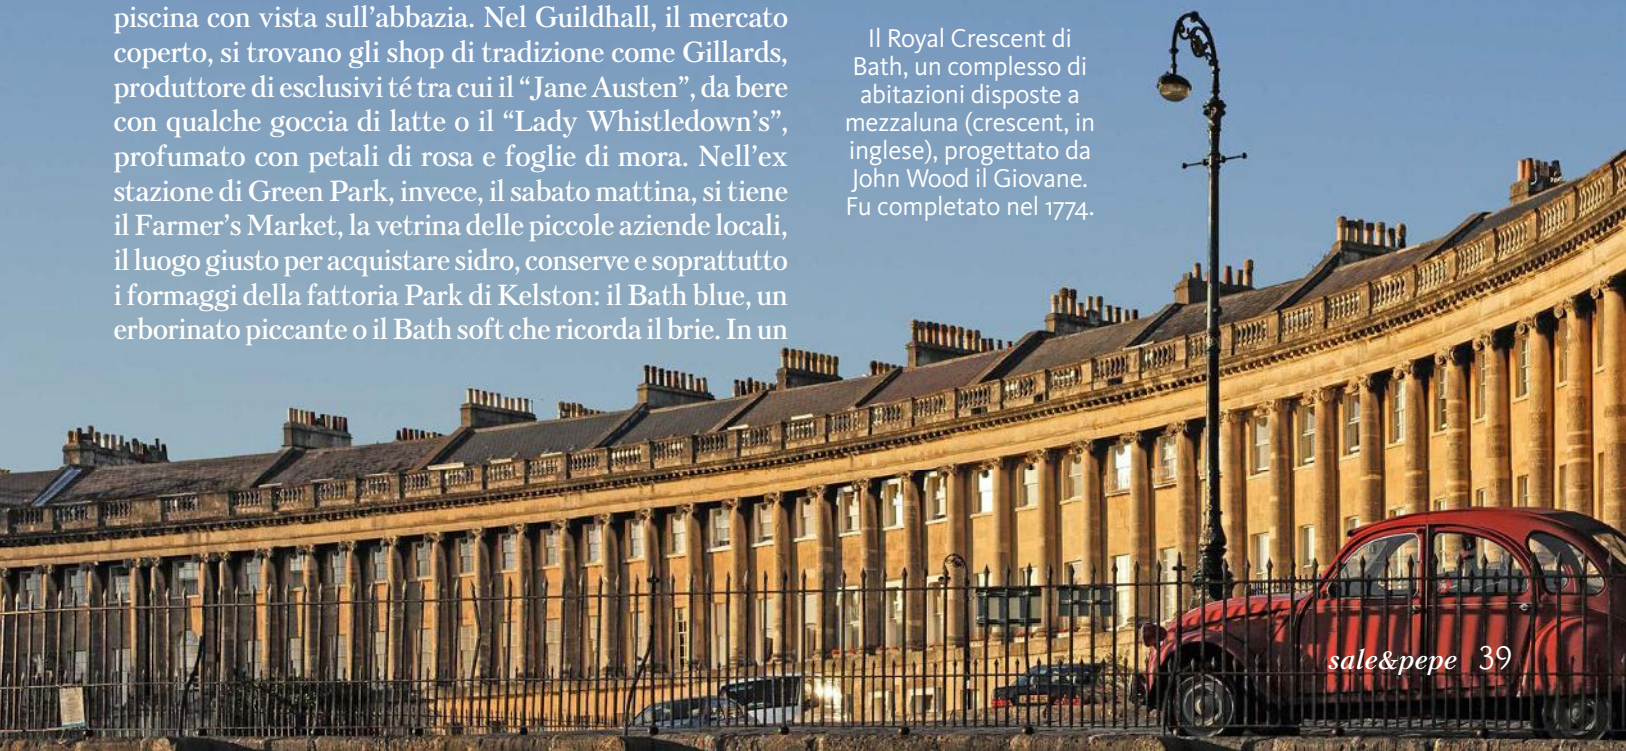 piscina con vista sull’abbazia. Nel Guildhall, il mercato
coperto, si trovano gli shop di tradizione come Gillards,
produttore di esclusivi té tra cui il “Jane Austen”, da bere
con qualche goccia di latte o il “Lady Whistledown’s”,
profumato con petali di rosa e foglie di mora. Nell’ex
stazione di Green Park, invece, il sabato mattina, si tiene
il Farmer’s Market, la vetrina delle piccole aziende locali,
il luogo giusto per acquistare sidro, conserve e soprattutto
i formaggi della fattoria Park di Kelston: il Bath blue, un
erborinato piccante o il Bath soft che ricorda il brie. In un
Il Royal Crescent di
Bath, un complesso di
abitazioni disposte a
mezzaluna (crescent, in
inglese), progettato da
John Wood il Giovane.
Fu completato nel 1774.
sale&pepe 39